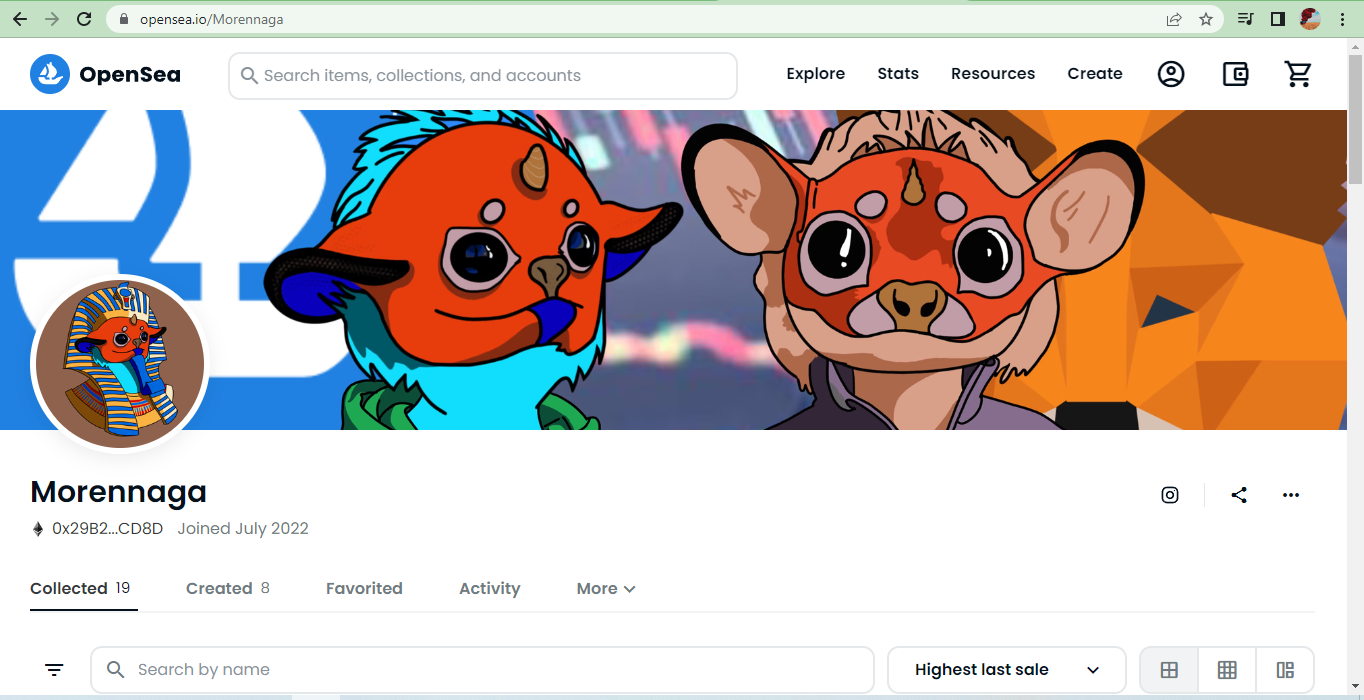 opensea.io/Morennaga
OpenSea
Search items, collections, and accounts
Explore Stats Resources Create
Morennaga
0x29B2...CD8D Joined July 2022
Collected 19 Created 8 Favorited Activity More
Search by name
Highest last sale